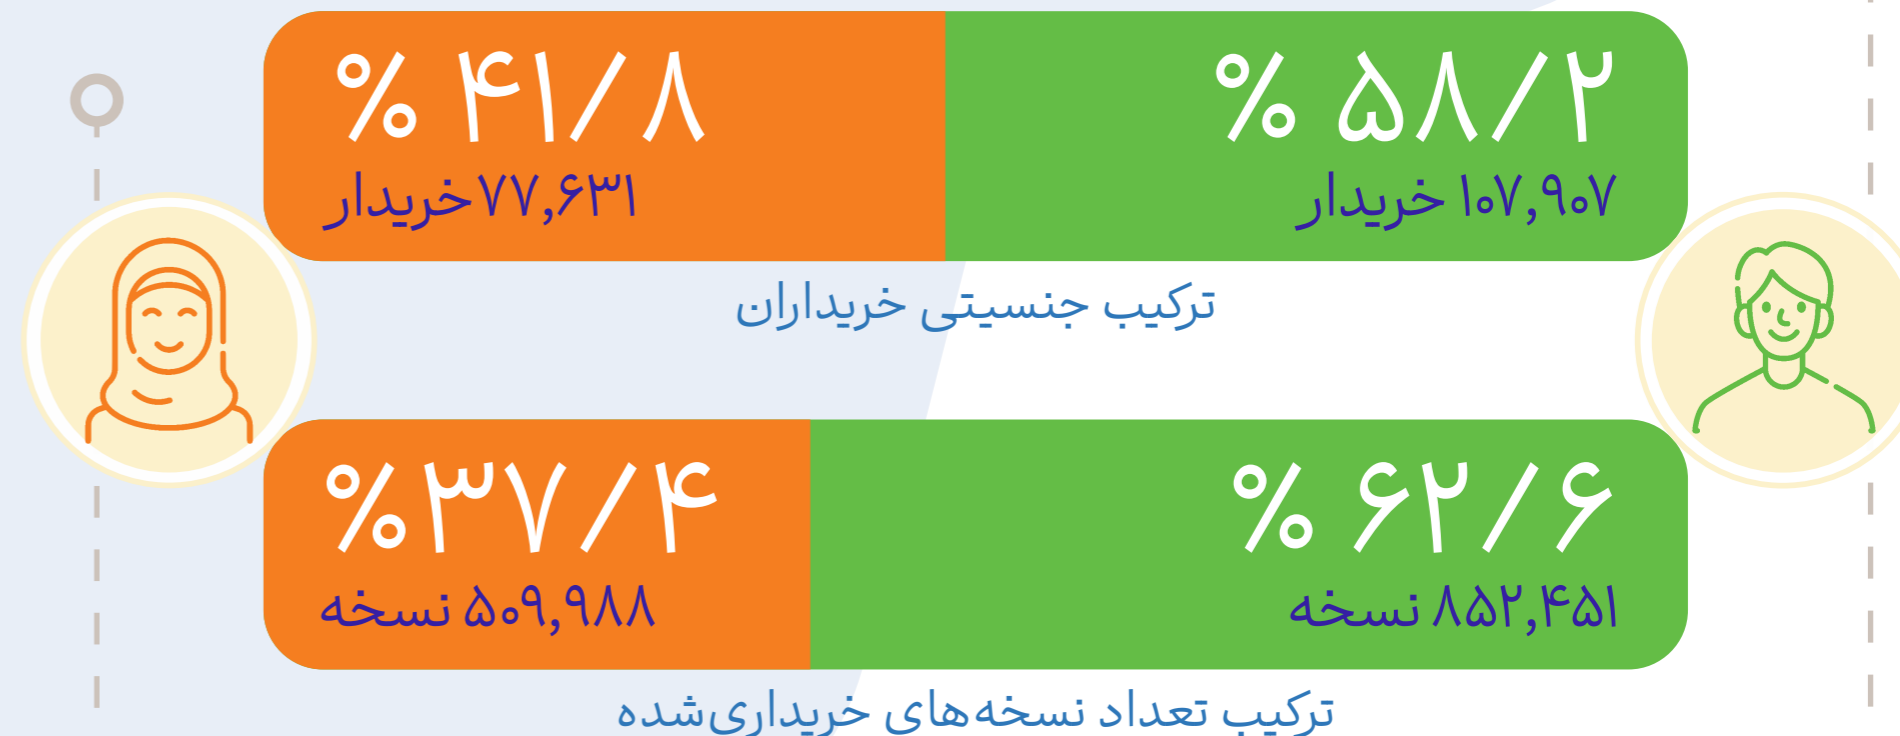 % ۵۸/۲
۱۰۷,۹۰۷ خریدار
% ۴۱/۸
۷۷,۶۳۱ خریدار
ترکیب جنسیتی خریداران
% ۶۲/۶
۸۵۲,۴۵۱ نسخه
% ۳۷/۴
۵۰۹,۹۸۸ نسخه
ترکیب تعداد نسخه‌های خریداری‌شده